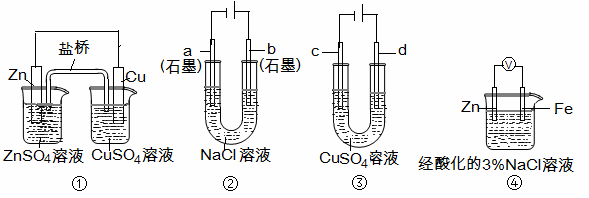 盐桥
Zn
Cu
ZnSO4溶液
CuSO4溶液
①
a
(石墨)
b
(石墨)
NaCl溶液
②
c
d
CuSO4溶液
③
V
Zn
Fe
经酸化的3%NaCl溶液
④